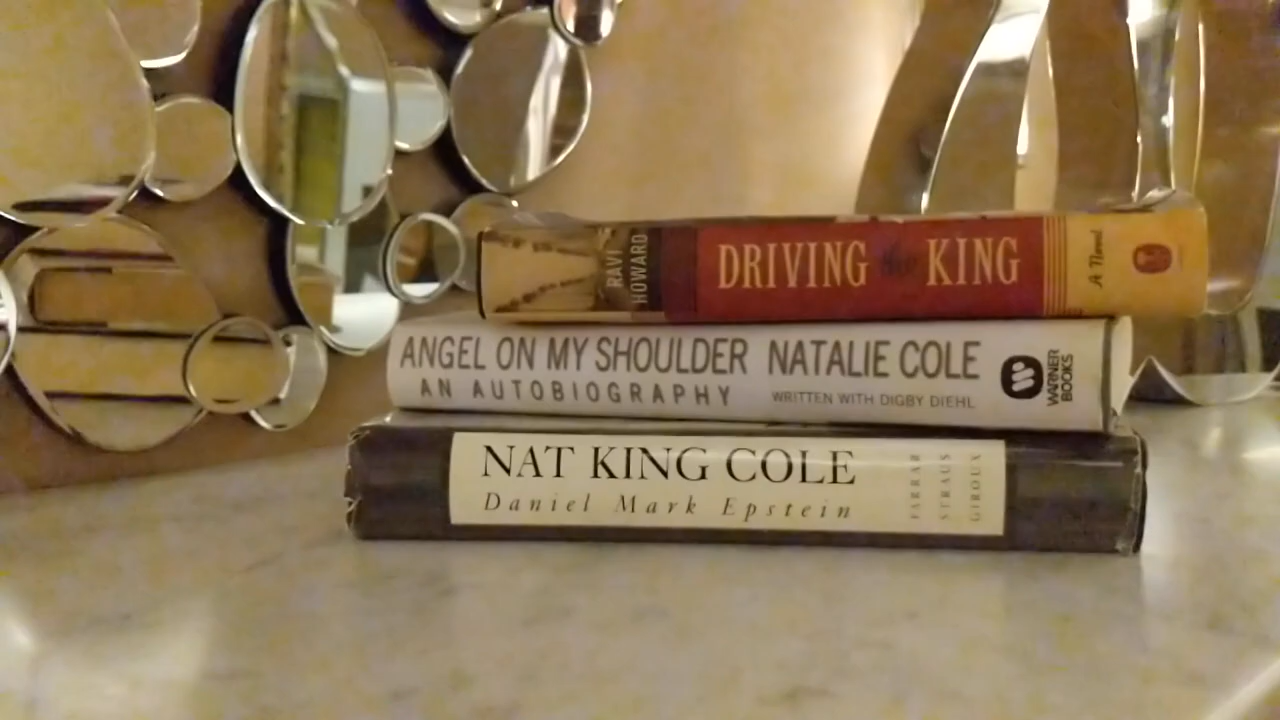 RAVI
HOWARD
DRIVING the KING
A Novel
ANGEL ON MY SHOULDER
AN AUTOBIOGRAPHY
NATALIE COLE
WRITTEN WITH DIGBY DIEHL
WARNER
BOOKS
NAT KING COLE
Daniel Mark Epstein
FARRAR
STRAUS
GIROUX